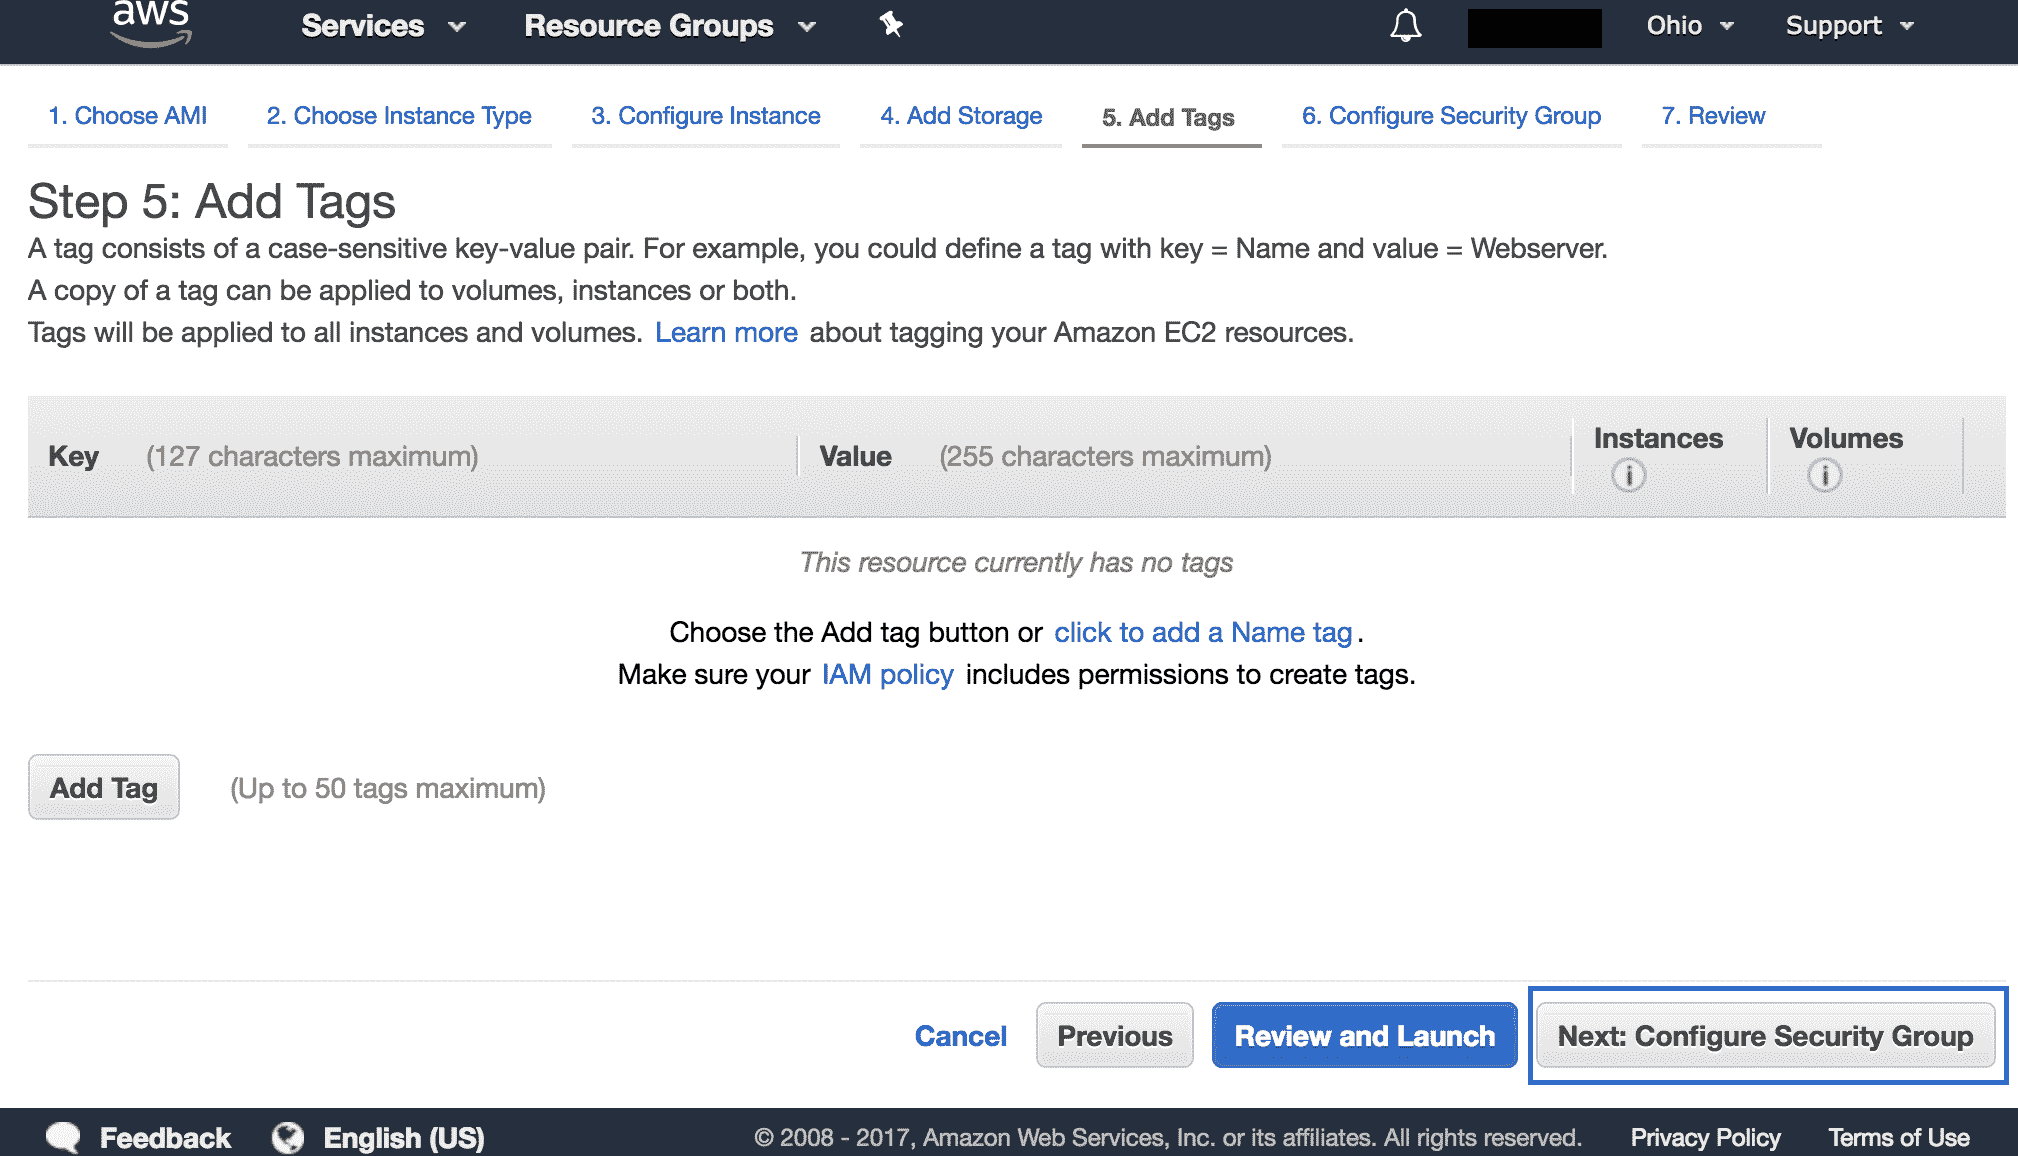 aws Services Resource Groups Ohio Support
1. Choose AMI 2. Choose Instance Type 3. Configure Instance 4. Add Storage 5. Add Tags 6. Configure Security Group 7. Review
Step 5: Add Tags
A tag consists of a case-sensitive key-value pair. For example, you could define a tag with key = Name and value = Webserver.
A copy of a tag can be applied to volumes, instances or both.
Tags will be applied to all instances and volumes. Learn more about tagging your Amazon EC2 resources.
Key (127 characters maximum) Value (255 characters maximum) Instances Volumes
This resource currently has no tags
Choose the Add tag button or click to add a Name tag.
Make sure your IAM policy includes permissions to create tags.
Add Tag (Up to 50 tags maximum)
Cancel Previous Review and Launch Next: Configure Security Group
Feedback English (US) © 2008 - 2017, Amazon Web Services, Inc. or its affiliates. All rights reserved. Privacy Policy Terms of Use